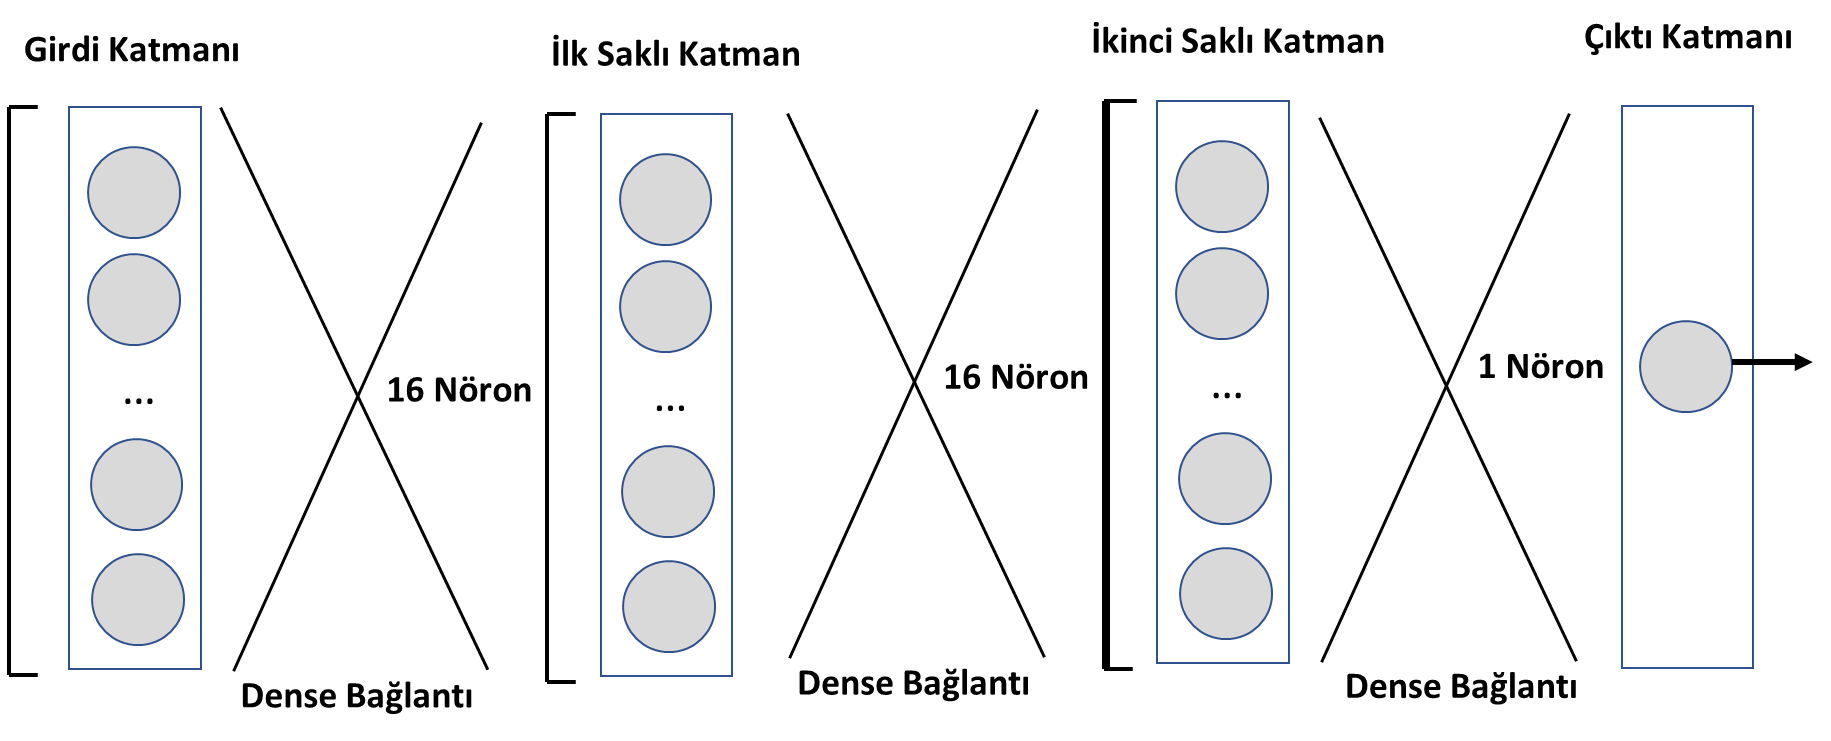 Girdi Katmanı
İlk Saklı Katman
İkinci Saklı Katman
Çıktı Katmanı
...
16 Nöron
...
16 Nöron
...
1 Nöron
Dense Bağlantı
Dense Bağlantı
Dense Bağlantı